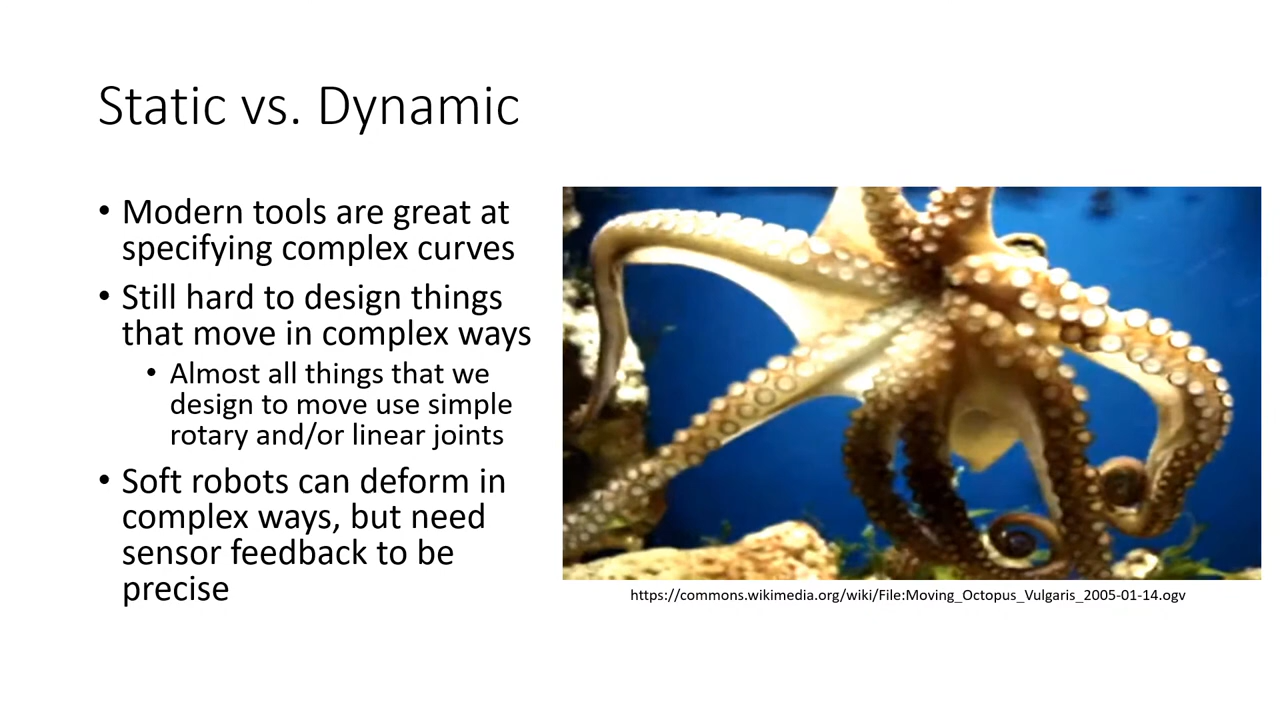 Static vs. Dynamic
• Modern tools are great at
specifying complex curves
• Still hard to design things
that move in complex ways
• Almost all things that we
design to move use simple
rotary and/or linear joints
• Soft robots can deform in
complex ways, but need
sensor feedback to be
precise
https://commons.wikimedia.org/wiki/File:Moving_Octopus_Vulgaris_2005-01-14.ogv